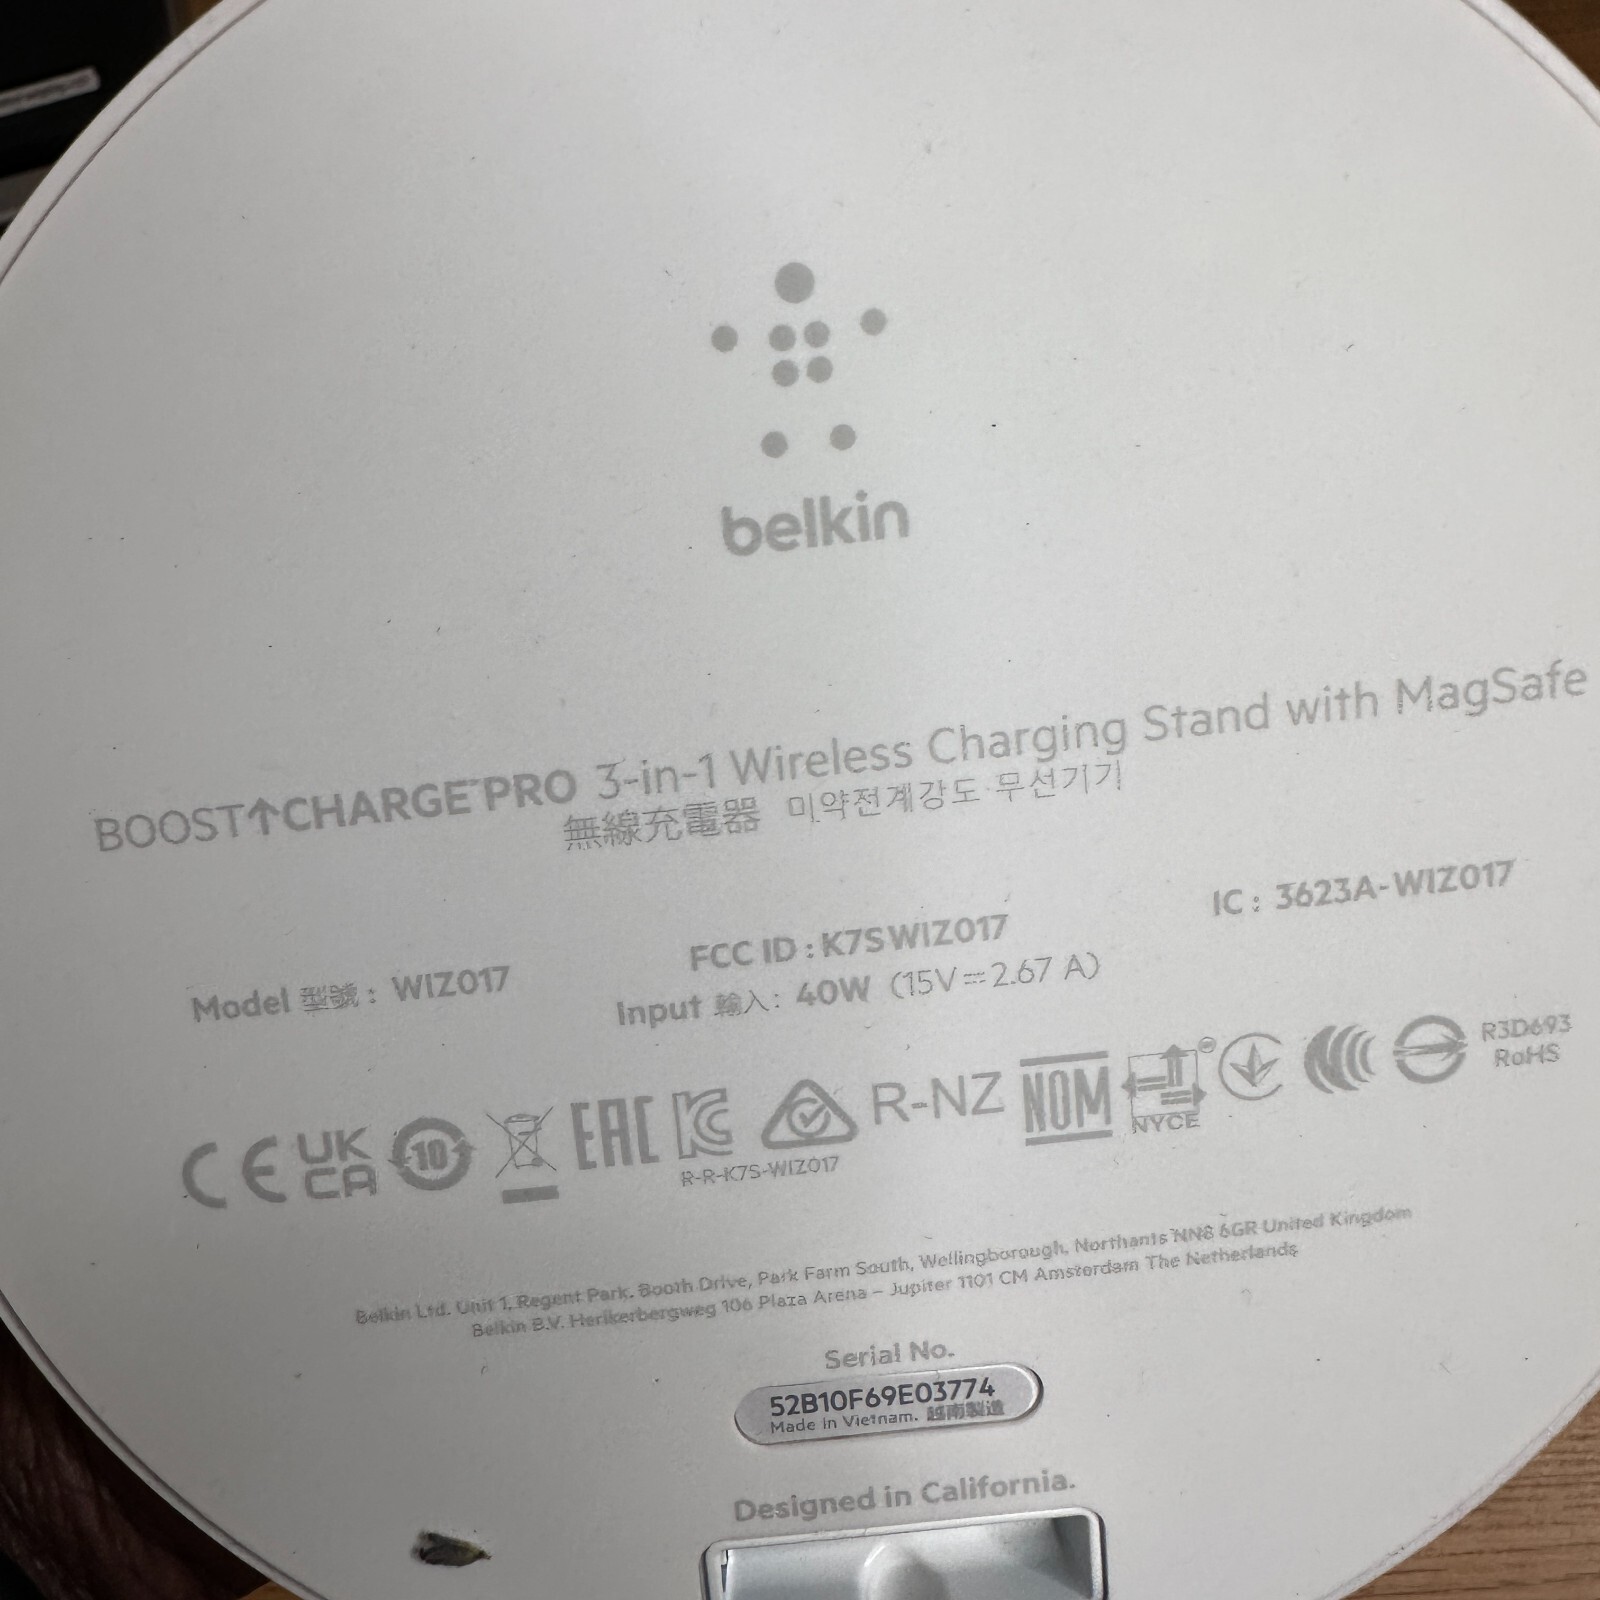 belkin
BOOST↑CHARGE™PRO 3-in-1 Wireless Charging Stand with MagSafe
無線充電器 미약전계강도 무선기기
Model 型號 : WIZ017
FCC ID : K7SWIZ017
IC : 3623A-WIZ017
Input 輸入: 40W (15V⎓2.67 A)
CE UK CA 10 EAC KC R-NZ NOM NYCE
R3D693
RoHS
R-R-K7S-WIZ017
Belkin Ltd. Unit 1, Regent Park, Booth Drive, Park Farm South, Wellingborough, Northants NN8 6GR United Kingdom
Belkin B.V. Herikerbergweg 106 Plaza Arena – Jupiter 1101 CM Amsterdam The Netherlands
Serial No.
52B10F69E03774
Made in Vietnam. 越南製造
Designed in California.